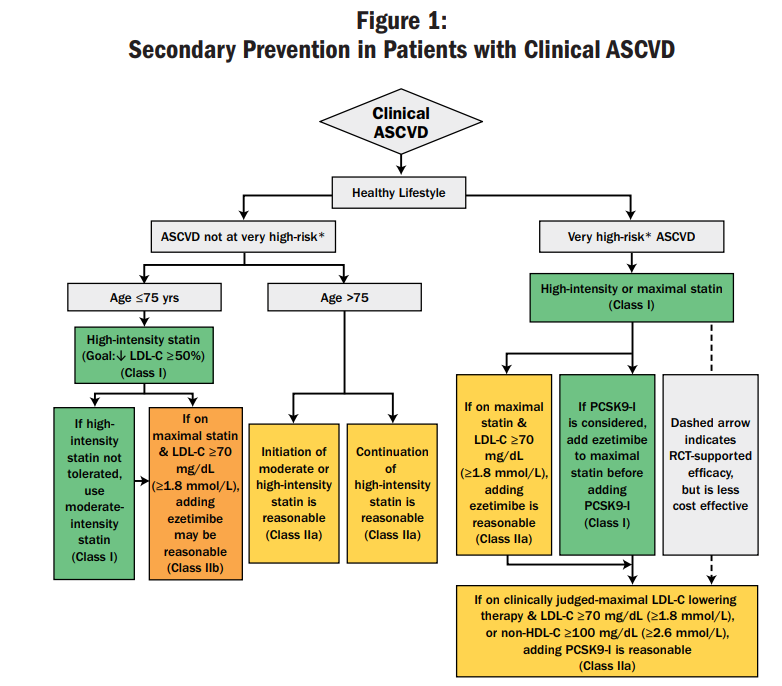 Figure 1:
Secondary Prevention in Patients with Clinical ASCVD
Clinical
ASCVD
Healthy Lifestyle
ASCVD not at very high-risk*
Very high-risk* ASCVD
Age ≤75 yrs
Age >75
High-intensity or maximal statin
(Class I)
High-intensity statin
(Goal:↓ LDL-C ≥50%)
(Class I)
If high-
intensity
statin not
tolerated,
use
moderate-
intensity
statin
(Class I)
If on
maximal statin
& LDL-C ≥70
mg/dL
(≥1.8 mmol/L),
adding
ezetimibe
may be
reasonable
(Class IIb)
Initiation of
moderate or
high-intensity
statin is
reasonable
(Class IIa)
Continuation
of
high-intensity
statin is
reasonable
(Class IIa)
If on maximal
statin &
LDL-C ≥70
mg/dL
(≥1.8 mmol/L),
adding
ezetimibe is
reasonable
(Class IIa)
If PCSK9-I
is considered,
add ezetimibe
to maximal
statin before
adding
PCSK9-I
(Class I)
Dashed arrow
indicates
RCT-supported
efficacy,
but is less
cost effective
If on clinically judged-maximal LDL-C lowering
therapy & LDL-C ≥70 mg/dL (≥1.8 mmol/L),
or non-HDL-C ≥100 mg/dL (≥2.6 mmol/L),
adding PCSK9-I is reasonable
(Class IIa)